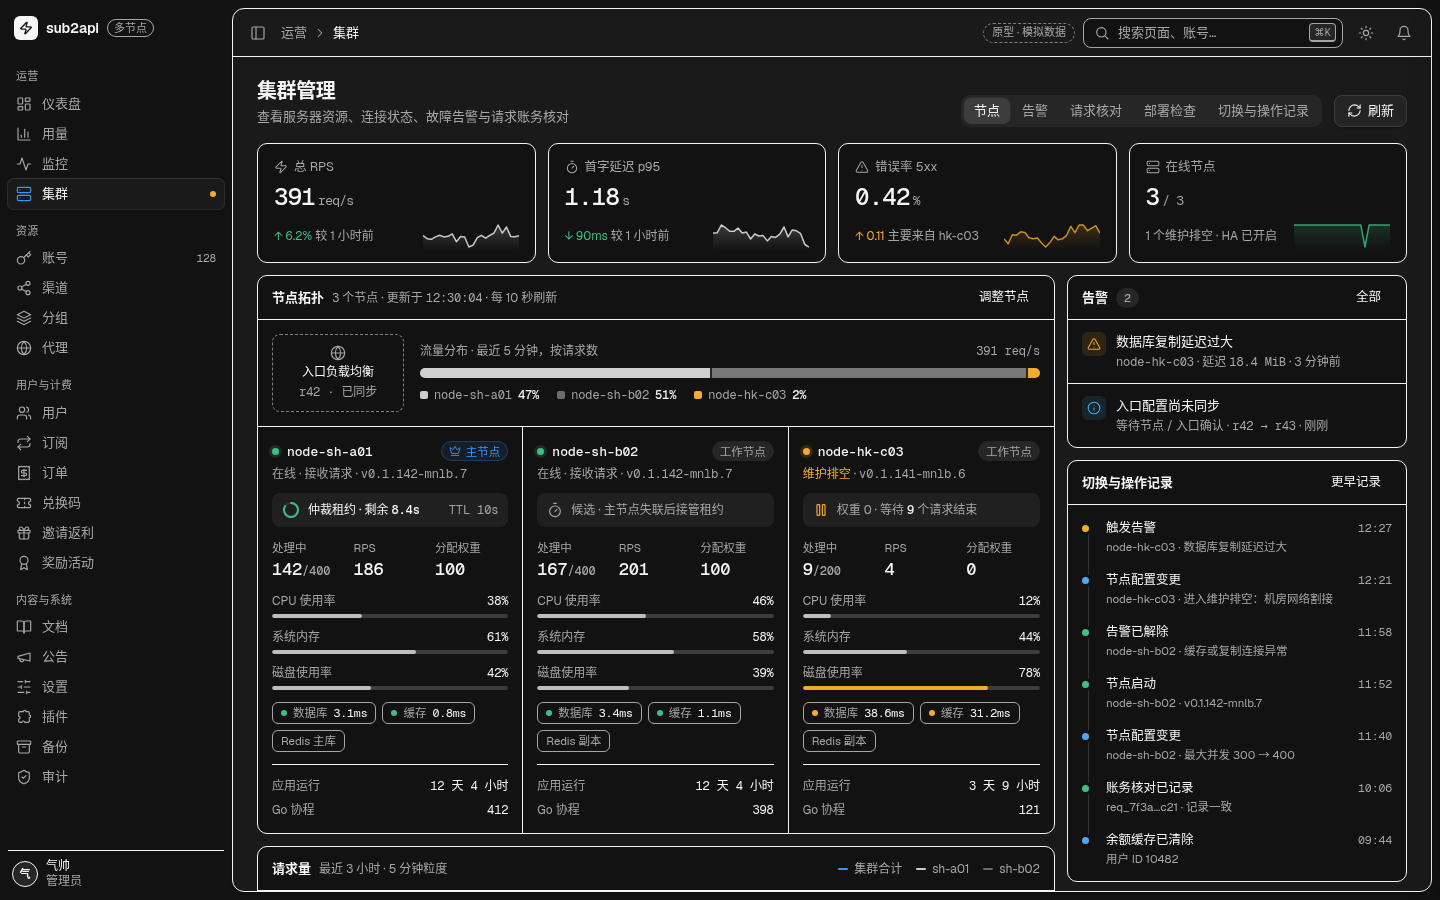 sub2api 多节点
运营
仪表盘
用量
监控
集群
资源
账号 128
渠道
分组
代理
用户与计费
用户
订阅
订单
兑换码
邀请返利
奖励活动
内容与系统
文档
公告
设置
插件
备份
审计
气 气帅
管理员
运营 > 集群
原型 · 模拟数据
搜索页面、账号… ⌘K
集群管理
查看服务器资源、连接状态、故障告警与请求账务核对
节点 告警 请求核对 部署检查 切换与操作记录
刷新
总 RPS
391 req/s
↑ 6.2% 较 1 小时前
首字延迟 p95
1.18 s
↓ 90ms 较 1 小时前
错误率 5xx
0.42 %
↑ 0.11 主要来自 hk-c03
在线节点
3 / 3
1 个维护排空 · HA 已开启
节点拓扑 3 个节点 · 更新于 12:30:04 · 每 10 秒刷新 调整节点
入口负载均衡
r42 · 已同步
流量分布 · 最近 5 分钟，按请求数 391 req/s
node-sh-a01 47% node-sh-b02 51% node-hk-c03 2%
node-sh-a01 主节点
在线 · 接收请求 · v0.1.142-mnlb.7
仲裁租约 · 剩余 8.4s TTL 10s
处理中 RPS 分配权重
142/400 186 100
CPU 使用率 38%
系统内存 61%
磁盘使用率 42%
数据库 3.1ms 缓存 0.8ms
Redis 主库
应用运行 12 天 4 小时
Go 协程 412
node-sh-b02 工作节点
在线 · 接收请求 · v0.1.142-mnlb.7
候选 · 主节点失联后接管租约
处理中 RPS 分配权重
167/400 201 100
CPU 使用率 46%
系统内存 58%
磁盘使用率 39%
数据库 3.4ms 缓存 1.1ms
Redis 副本
应用运行 12 天 4 小时
Go 协程 398
node-hk-c03 工作节点
维护排空 · v0.1.141-mnlb.6
权重 0 · 等待 9 个请求结束
处理中 RPS 分配权重
9/200 4 0
CPU 使用率 12%
系统内存 44%
磁盘使用率 78%
数据库 38.6ms 缓存 31.2ms
Redis 副本
应用运行 3 天 9 小时
Go 协程 121
请求量 最近 3 小时 · 5 分钟粒度 集群合计 sh-a01 sh-b02
告警 2 全部
数据库复制延迟过大
node-hk-c03 · 延迟 18.4 MiB · 3 分钟前
入口配置尚未同步
等待节点 / 入口确认 · r42 → r43 · 刚刚
切换与操作记录 更早记录
触发告警 12:27
node-hk-c03 · 数据库复制延迟过大
节点配置变更 12:21
node-hk-c03 · 进入维护排空：机房网络割接
告警已解除 11:58
node-sh-b02 · 缓存或复制连接异常
节点启动 11:52
node-sh-b02 · v0.1.142-mnlb.7
节点配置变更 11:40
node-sh-b02 · 最大并发 300 → 400
账务核对已记录 10:06
req_7f3a…c21 · 记录一致
余额缓存已清除 09:44
用户 ID 10482